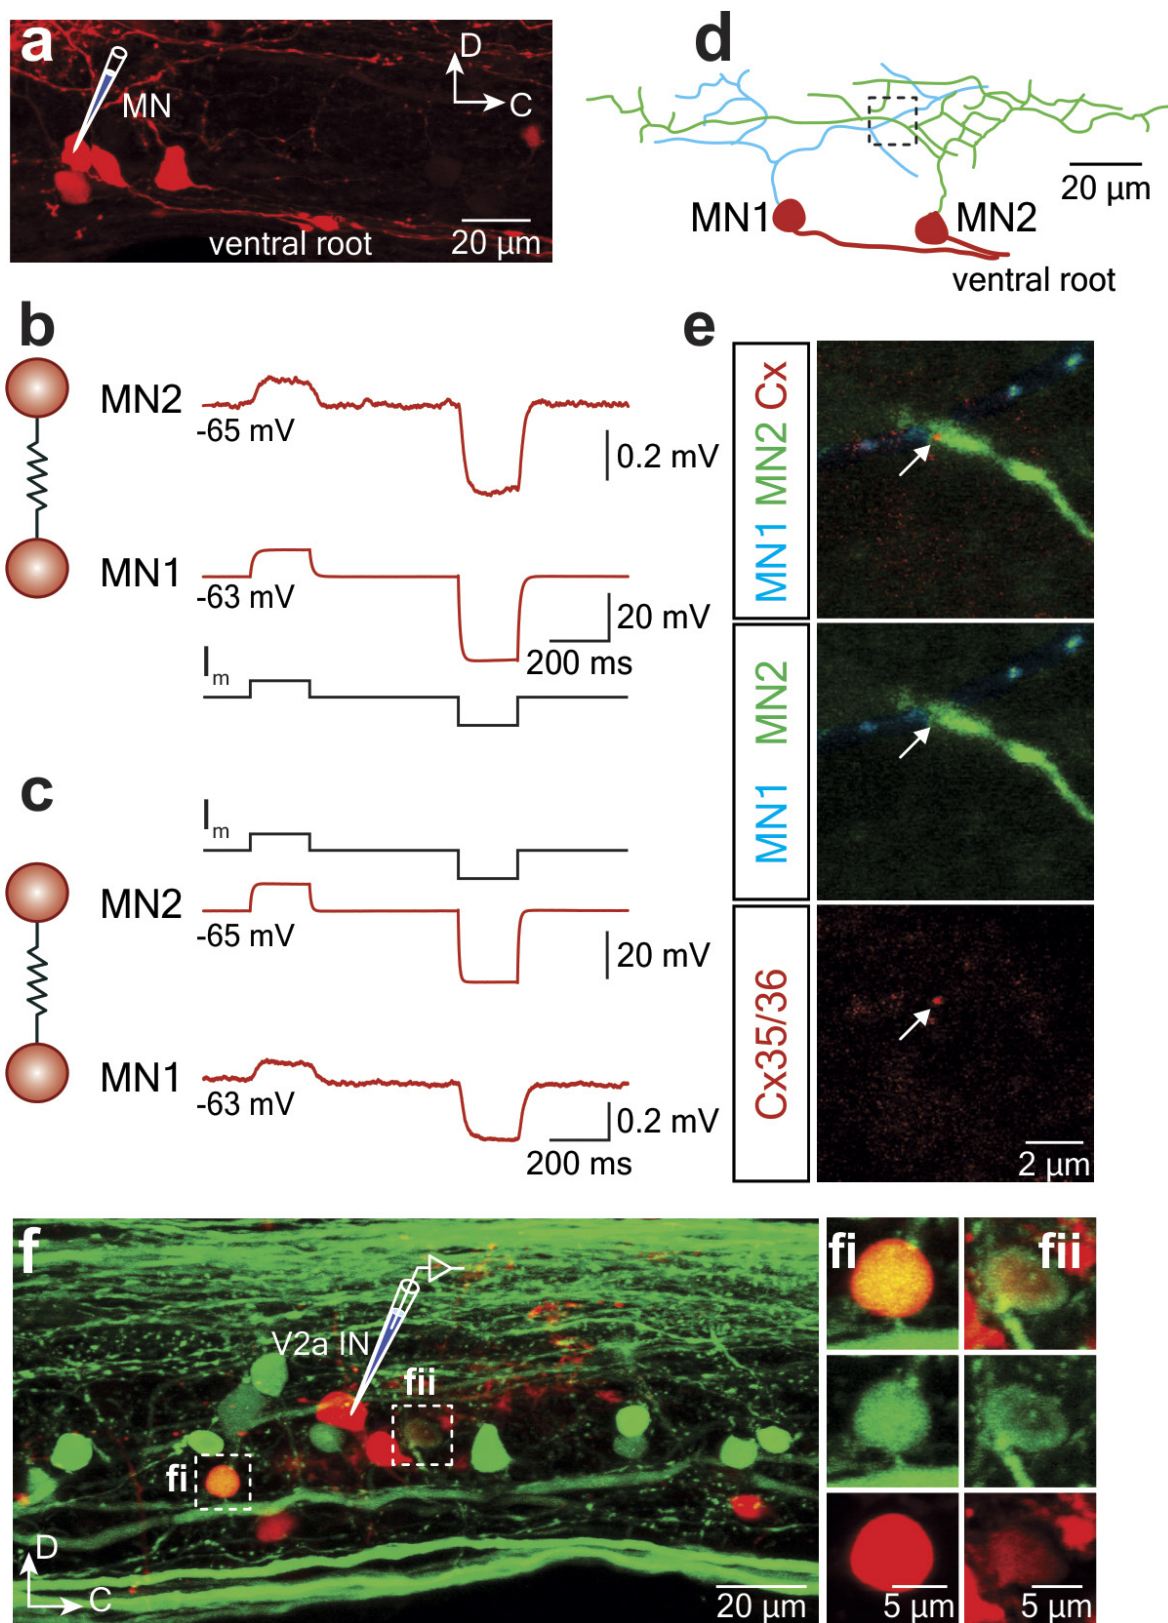 a
MN
D
C
ventral root
20 µm
d
MN1
MN2
20 µm
ventral root
b
MN2
-65 mV
0.2 mV
MN1
-63 mV
20 mV
200 ms
Im
c
Im
MN2
-65 mV
20 mV
MN1
-63 mV
0.2 mV
200 ms
e
MN1 MN2 Cx
MN1 MN2
Cx35/36
2 µm
f
V2a IN
fi
fii
D
C
20 µm
fi
fii
5 µm
5 µm